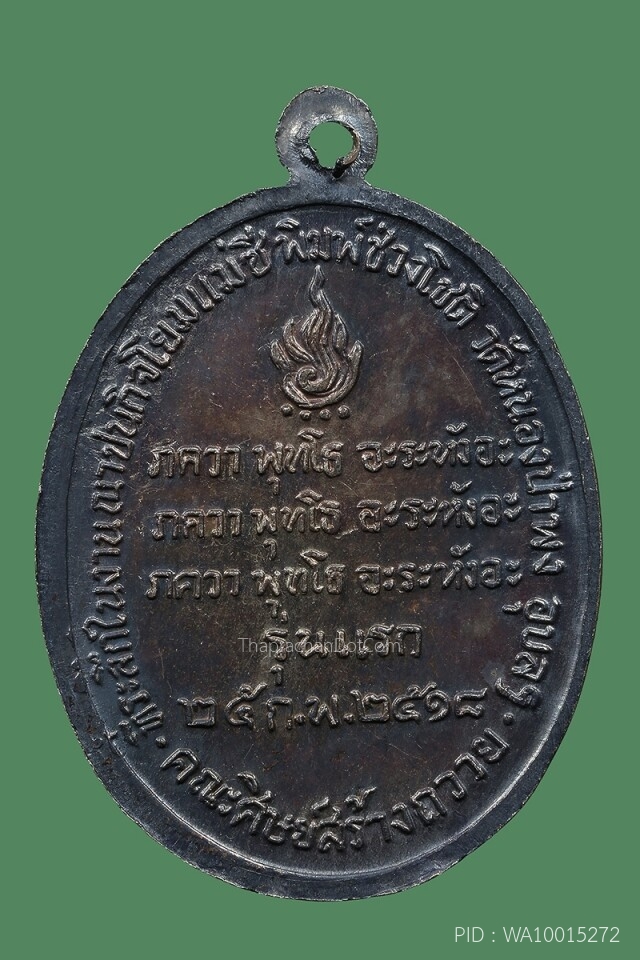 ที่ระลึกในงานฌาปนกิจโยมแม่ชี พิมพ์ ช่วงโชติ วัดหนองป่าพง อุบลฯ
ภควา พุทโธ อะระหังอะ
ภควา พุทโธ อะระหังอะ
ภควา พุทโธ อะระหังอะ
รุ่นแรก
ThaprachanDotCom
๒๕ก.พ.๒๕๑๘
• คณะศิษย์สร้างถวาย •
PID : WA10015272